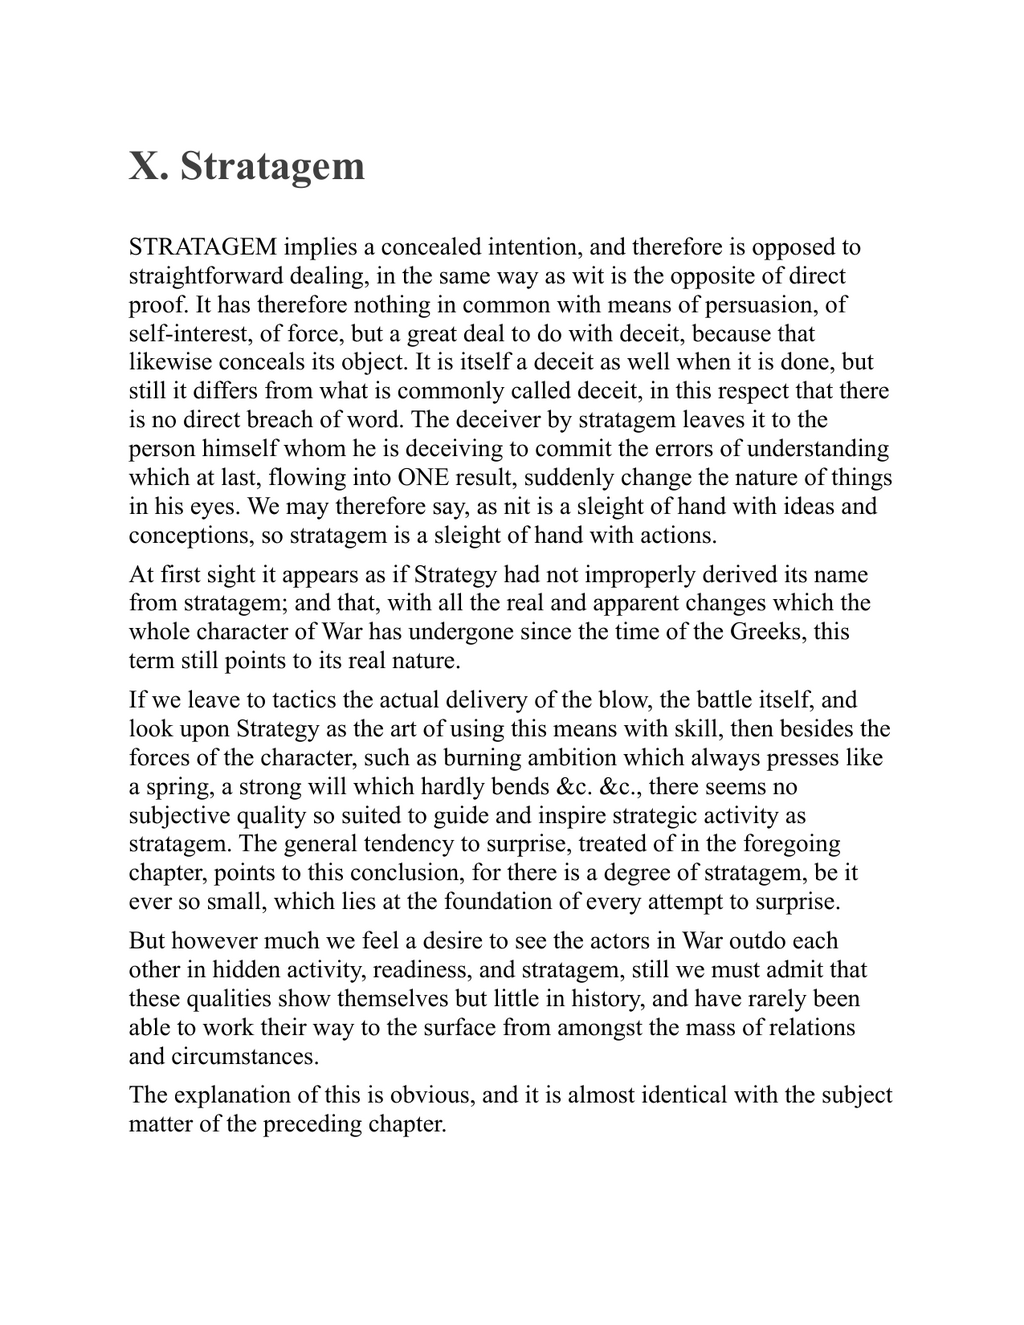 X. Stratagem
STRATAGEM implies a concealed intention, and therefore is opposed to
straightforward dealing, in the same way as wit is the opposite of direct
proof. It has therefore nothing in common with means of persuasion, of
self-interest, of force, but a great deal to do with deceit, because that
likewise conceals its object. It is itself a deceit as well when it is done, but
still it differs from what is commonly called deceit, in this respect that there
is no direct breach of word. The deceiver by stratagem leaves it to the
person himself whom he is deceiving to commit the errors of understanding
which at last, flowing into ONE result, suddenly change the nature of things
in his eyes. We may therefore say, as nit is a sleight of hand with ideas and
conceptions, so stratagem is a sleight of hand with actions.
At first sight it appears as if Strategy had not improperly derived its name
from stratagem; and that, with all the real and apparent changes which the
whole character of War has undergone since the time of the Greeks, this
term still points to its real nature.
If we leave to tactics the actual delivery of the blow, the battle itself, and
look upon Strategy as the art of using this means with skill, then besides the
forces of the character, such as burning ambition which always presses like
a spring, a strong will which hardly bends &c. &c., there seems no
subjective quality so suited to guide and inspire strategic activity as
stratagem. The general tendency to surprise, treated of in the foregoing
chapter, points to this conclusion, for there is a degree of stratagem, be it
ever so small, which lies at the foundation of every attempt to surprise.
But however much we feel a desire to see the actors in War outdo each
other in hidden activity, readiness, and stratagem, still we must admit that
these qualities show themselves but little in history, and have rarely been
able to work their way to the surface from amongst the mass of relations
and circumstances.
The explanation of this is obvious, and it is almost identical with the subject
matter of the preceding chapter.